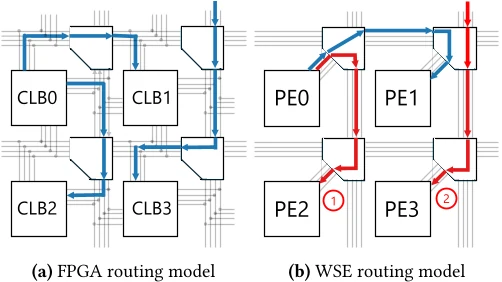 CLB0 CLB1 PE0 PE1
CLB2 CLB3 PE2 1 PE3 2
(a) FPGA routing model (b) WSE routing model